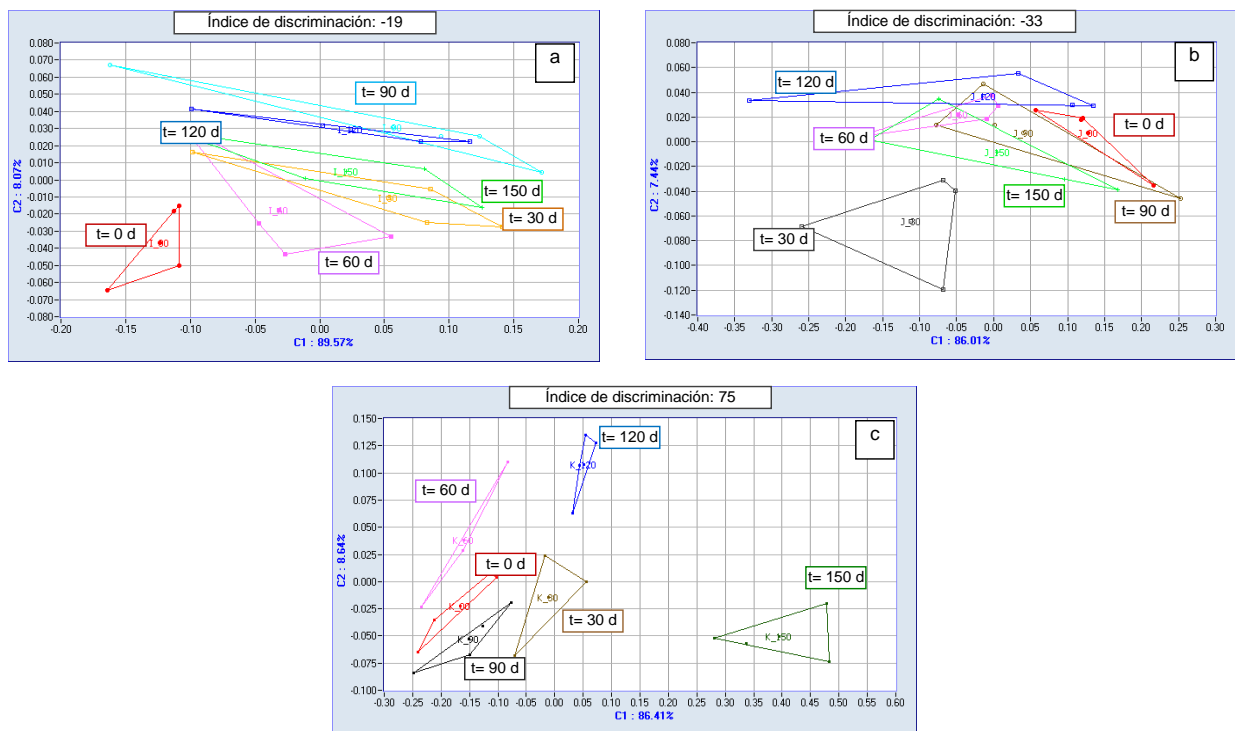 Índice de discriminación: -19
a
0.080
0.070
0.060
0.050
0.040
0.030
0.020
0.010
0.000
-0.010
-0.020
-0.030
-0.040
-0.050
-0.060
-0.070
-0.080
C2 : 8.07%
t= 90 d
t= 120 d
t= 150 d
t= 30 d
t= 0 d
t= 60 d
-0.20
-0.15
-0.10
-0.05
0.00
0.05
0.10
0.15
0.20
C1 : 89.57%
Índice de discriminación: -33
b
0.080
0.060
0.040
0.020
0.000
-0.020
-0.040
-0.060
-0.080
-0.100
-0.120
-0.140
C2 : 7.44%
t= 120 d
J_120
t= 0 d
t= 60 d
J_150
t= 150 d
t= 90 d
t= 30 d
-0.40
-0.35
-0.30
-0.25
-0.20
-0.15
-0.10
-0.05
0.00
0.05
0.10
0.15
0.20
0.25
0.30
C1 : 86.01%
Índice de discriminación: 75
c
0.150
0.125
0.100
0.075
0.050
0.025
0.000
-0.025
-0.050
-0.075
-0.100
C2 : 8.64%
t= 120 d
K_120
t= 60 d
t= 0 d
t= 150 d
t= 30 d
K_150
t= 90 d
-0.30
-0.25
-0.20
-0.15
-0.10
-0.05
0.00
0.05
0.10
0.15
0.20
0.25
0.30
0.35
0.40
0.45
0.50
0.55
0.60
C1 : 86.41%